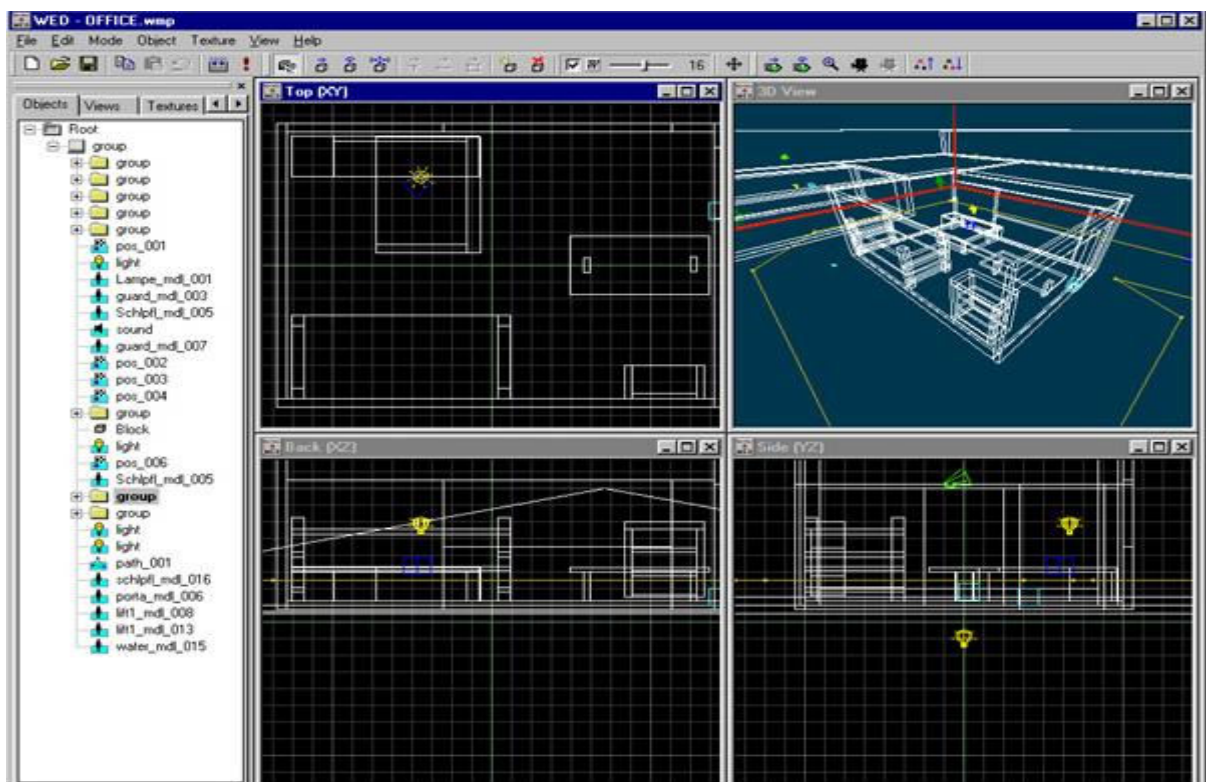 WED - OFFICE.wmp
File Edit Mode Object Texture View Help
16
Objects Views Textures
Root
group
group
group
group
group
group
pos_001
light
Lampe_mdl_001
guard_mdl_003
Schlpfl_mdl_005
sound
guard_mdl_007
pos_002
pos_003
pos_004
group
Block
light
pos_006
Schlpfl_mdl_005
group
group
light
light
path_001
schlpfl_mdl_016
porta_mdl_006
lift1_mdl_008
lift1_mdl_013
water_mdl_015
Top (XY)
3D View
Back (XZ)
Side (YZ)